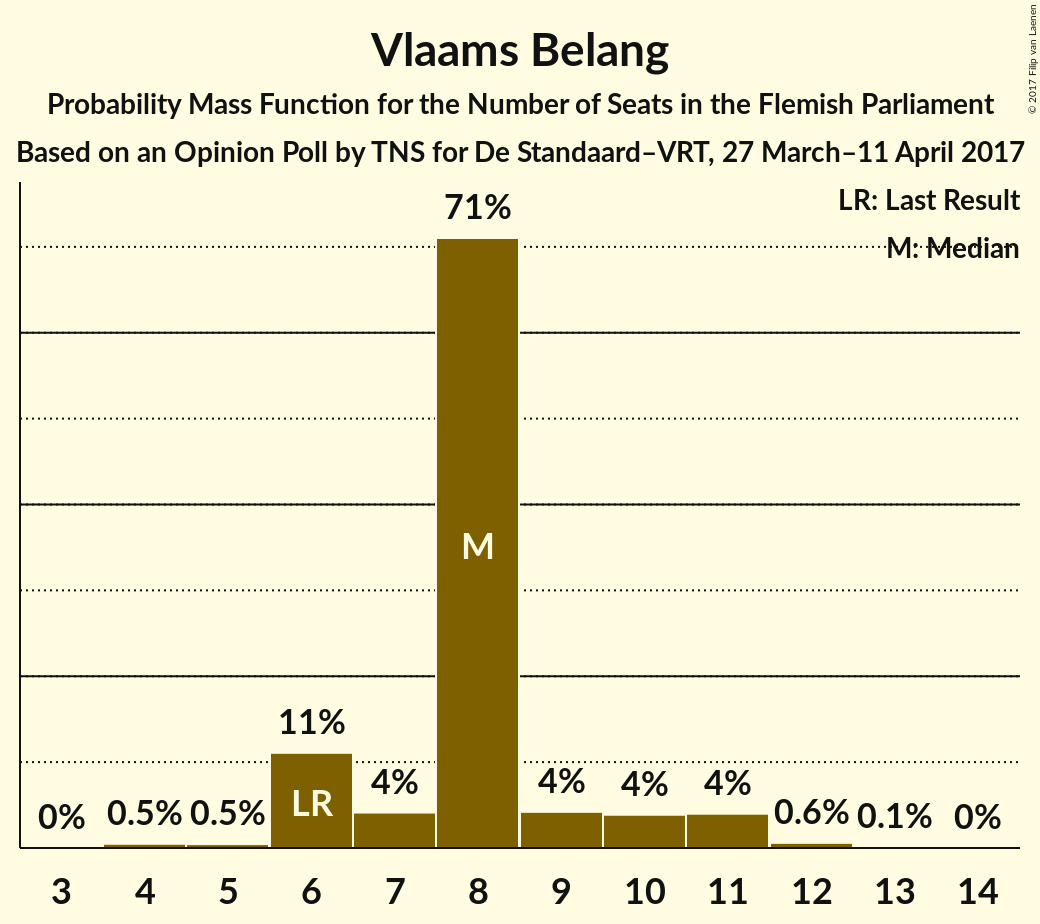 Vlaams Belang
Probability Mass Function for the Number of Seats in the Flemish Parliament
Based on an Opinion Poll by TNS for De Standaard–VRT, 27 March–11 April 2017
© 2017 Filip van Laenen
LR: Last Result
M: Median
71%
M
11%
LR
0% 0.5% 0.5% 4% 4% 4% 4% 0.6% 0.1% 0%
3 4 5 6 7 8 9 10 11 12 13 14